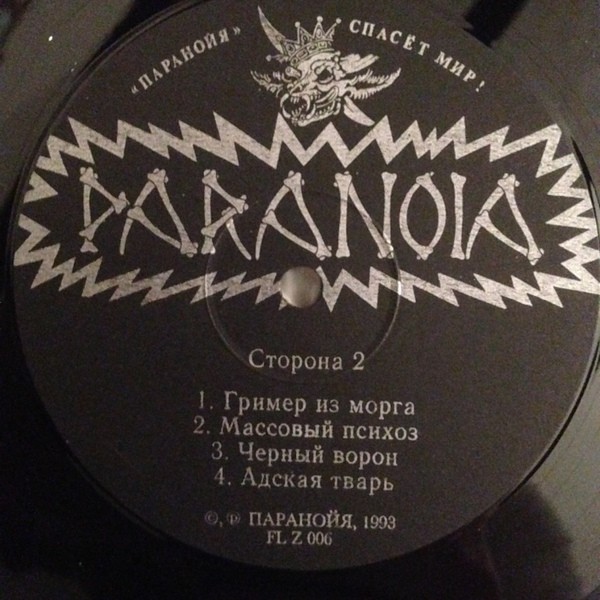 «ПАРАНОЙЯ» СПАСЁТ МИР!
PARANOIA
Сторона 2
1. Гример из морга
2. Массовый психоз
3. Черный ворон
4. Адская тварь
©, ℗ ПАРАНОЙЯ, 1993
FL Z 006